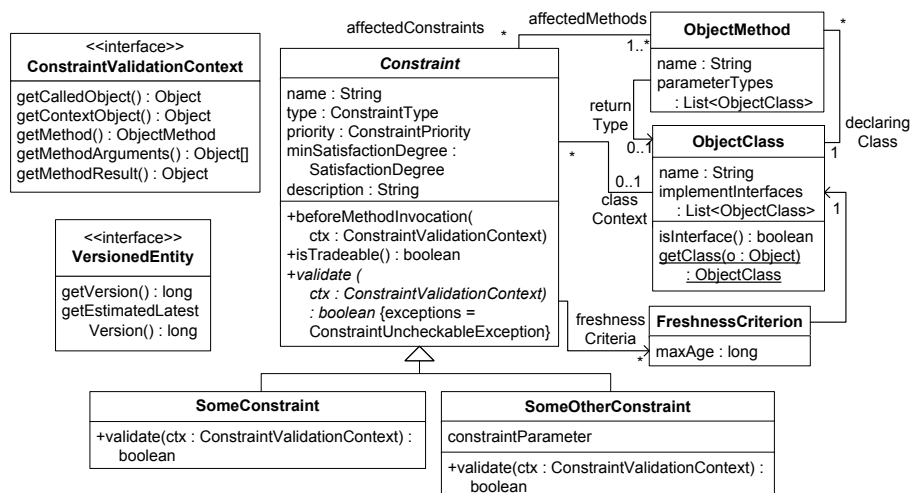 <<interface>>
ConstraintValidationContext
getCalledObject() : Object
getContextObject() : Object
getMethod() : ObjectMethod
getMethodArguments() : Object[]
getMethodResult() : Object
<<interface>>
VersionedEntity
getVersion() : long
getEstimatedLatest
Version() : long
affectedConstraints
*
affectedMethods
1..*
Constraint
name : String
type : ConstraintType
priority : ConstraintPriority
minSatisfactionDegree :
SatisfactionDegree
description : String
+beforeMethodInvocation(
ctx : ConstraintValidationContext)
+isTradeable() : boolean
+validate (
ctx : ConstraintValidationContext)
: boolean {exceptions =
ConstraintUncheckableException}
ObjectMethod
name : String
parameterTypes
: List<ObjectClass>
*
return
Type
0..1
declaring
Class
1
*
0..1
class
Context
ObjectClass
name : String
implementInterfaces
: List<ObjectClass>
isInterface() : boolean
getClass(o : Object)
: ObjectClass
1
freshness
Criteria
*
FreshnessCriterion
maxAge : long
SomeConstraint
+validate(ctx : ConstraintValidationContext) :
boolean
SomeOtherConstraint
constraintParameter
+validate(ctx : ConstraintValidationContext) :
boolean